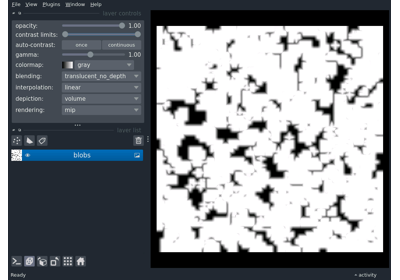 File View Plugins Window Help
layer controls
opacity: 1.00
contrast limits:
auto-contrast: once continuous
gamma: 1.00
colormap: gray
blending: translucent_no_depth
interpolation: linear
depiction: volume
rendering: mip
layer list
blobs
Ready activity